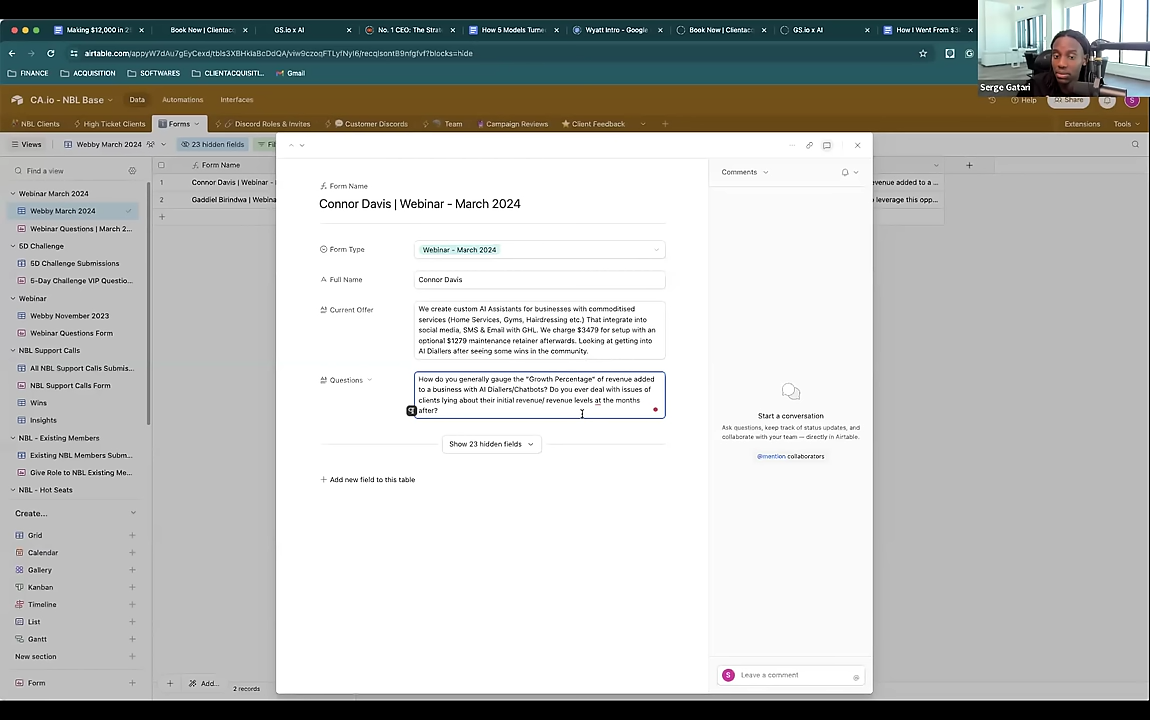 Making $12,000 in 2
Book Now | Clientac
GS.io x AI
No. 1 CEO: The Strat
How 5 Models Turne
Wyatt Intro - Google
Book Now | Clientac
GS.io x AI
How I Went From $3
Serge Gatari
FINANCE
ACQUISITION
SOFTWARES
CLIENTACQUISITI...
Gmail
CA.io - NBL Base
Data
Automations
Interfaces
Help
Share
S
NBL Clients
High Ticket Clients
Forms
Discord Roles & Invites
Customer Discords
Team
Campaign Reviews
Client Feedback
Extensions
Tools
Views
Webby March 2024
23 hidden fields
Find a view
Form Name
Webinar March 2024
Webby March 2024
Webinar Questions | March 2...
5D Challenge
5D Challenge Submissions
5-Day Challenge VIP Questio...
Webinar
Webby November 2023
Webinar Questions Form
NBL Support Calls
All NBL Support Calls Submis...
NBL Support Calls Form
Wins
Insights
NBL - Existing Members
Existing NBL Members Subm...
Give Role to NBL Existing Me...
NBL - Hot Seats
Create...
Grid
Calendar
Gallery
Kanban
Timeline
List
Gantt
New section
Form
1 Connor Davis | Webinar -
evenue added to a ...
2 Gaddiel Birindwa | Webina
o leverage this opp...
Add...
2 records
Form Name
Connor Davis | Webinar - March 2024
Form Type
Webinar - March 2024
Full Name
Connor Davis
Current Offer
We create custom AI Assistants for businesses with commoditised
services (Home Services, Gyms, Hairdressing etc.) That integrate into
social media, SMS & Email with GHL. We charge $3479 for setup with an
optional $1279 maintenance retainer afterwards. Looking at getting into
AI Diallers after seeing some wins in the community.
Questions
How do you generally gauge the "Growth Percentage" of revenue added
to a business with AI Diallers/Chatbots? Do you ever deal with issues of
clients lying about their initial revenue/ revenue levels at the months
after?
Show 23 hidden fields
Add new field to this table
Comments
Start a conversation
Ask questions, keep track of status updates, and
collaborate with your team — directly in Airtable.
@mention collaborators
S
Leave a comment